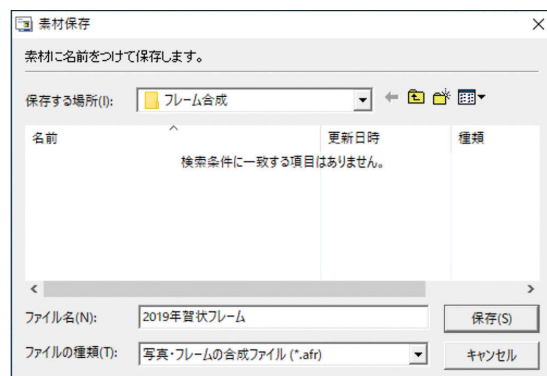 素材保存
素材に名前をつけて保存します。
保存する場所(I): フレーム合成
名前 更新日時 種類
検索条件に一致する項目はありません。
ファイル名(N): 2019年賀状フレーム 保存(S)
ファイルの種類(T): 写真・フレームの合成ファイル (*.afr) キャンセル